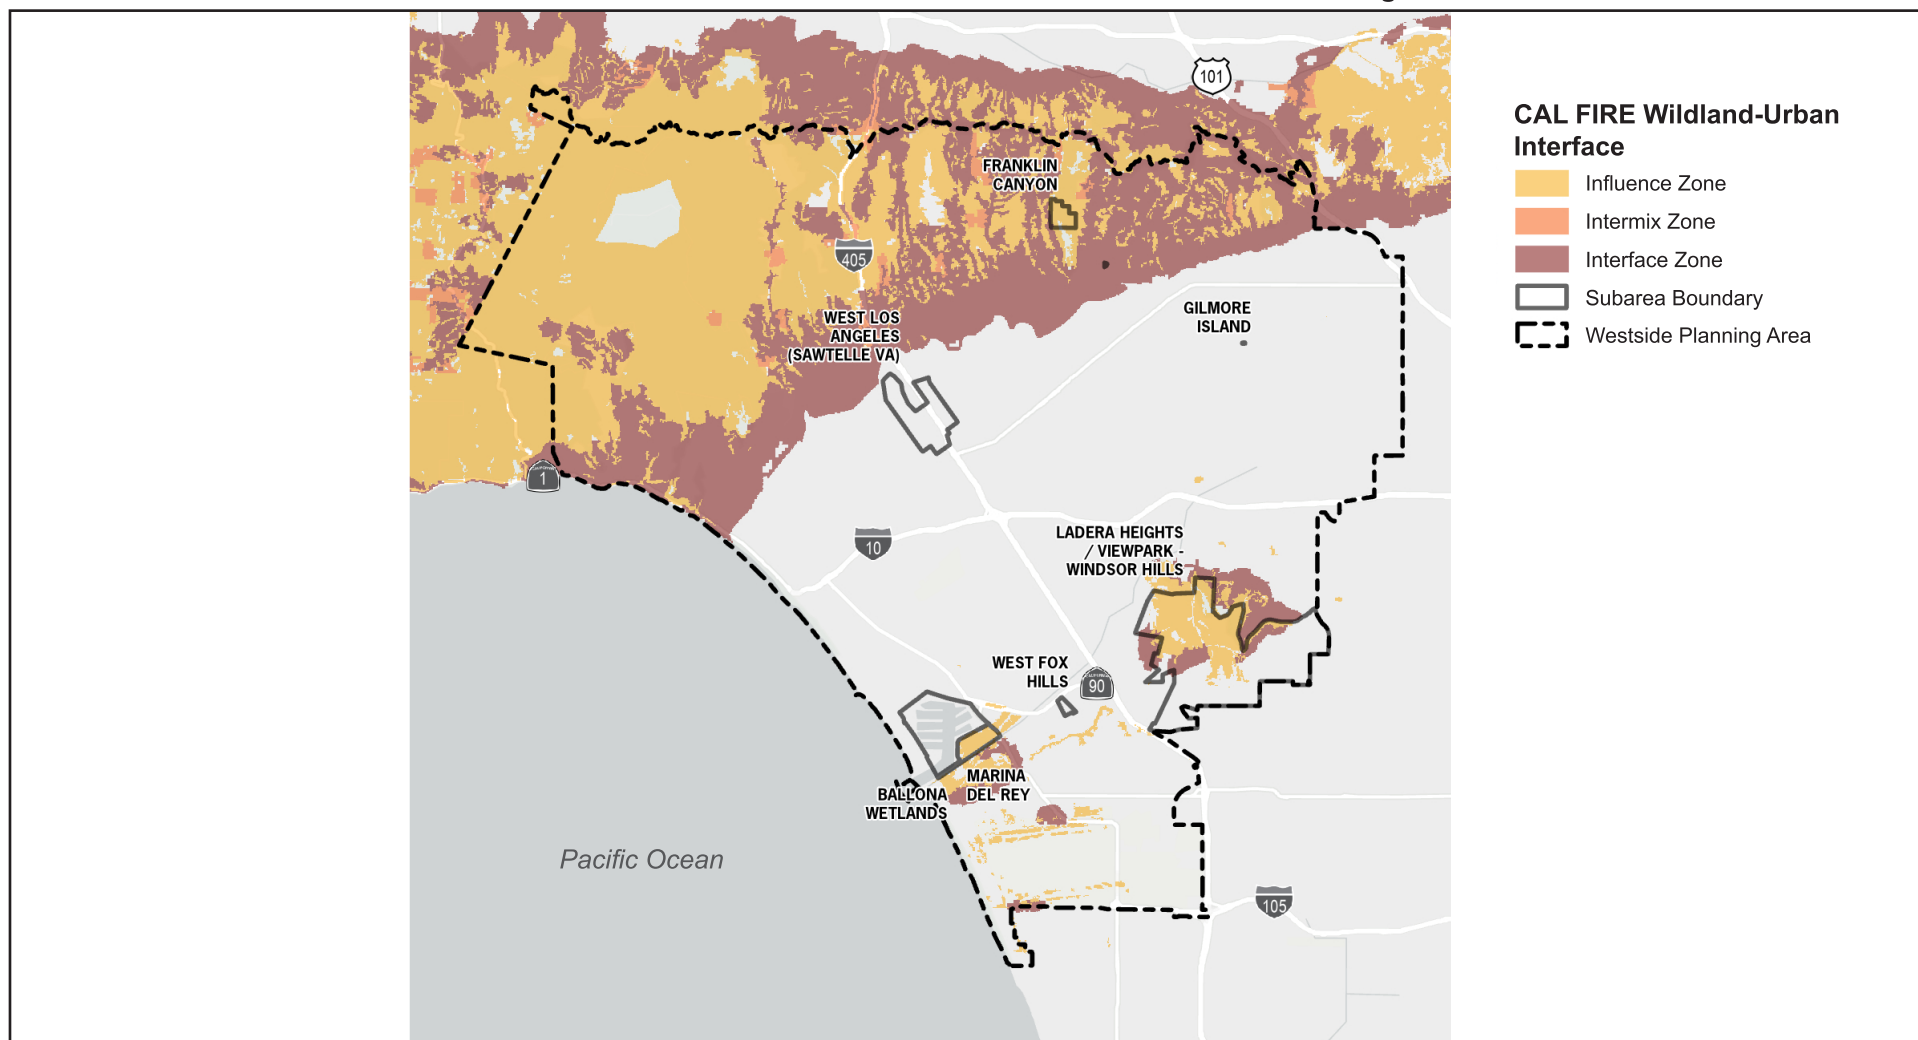 101
FRANKLIN
CANYON
405
WEST LOS
ANGELES
(SAWTELLE VA)
GILMORE
ISLAND
1
10
LADERA HEIGHTS
/ VIEWPARK -
WINDSOR HILLS
WEST FOX
HILLS
90
MARINA
DEL REY
BALLONA
WETLANDS
Pacific Ocean
105
CAL FIRE Wildland-Urban
Interface
Influence Zone
Intermix Zone
Interface Zone
Subarea Boundary
Westside Planning Area